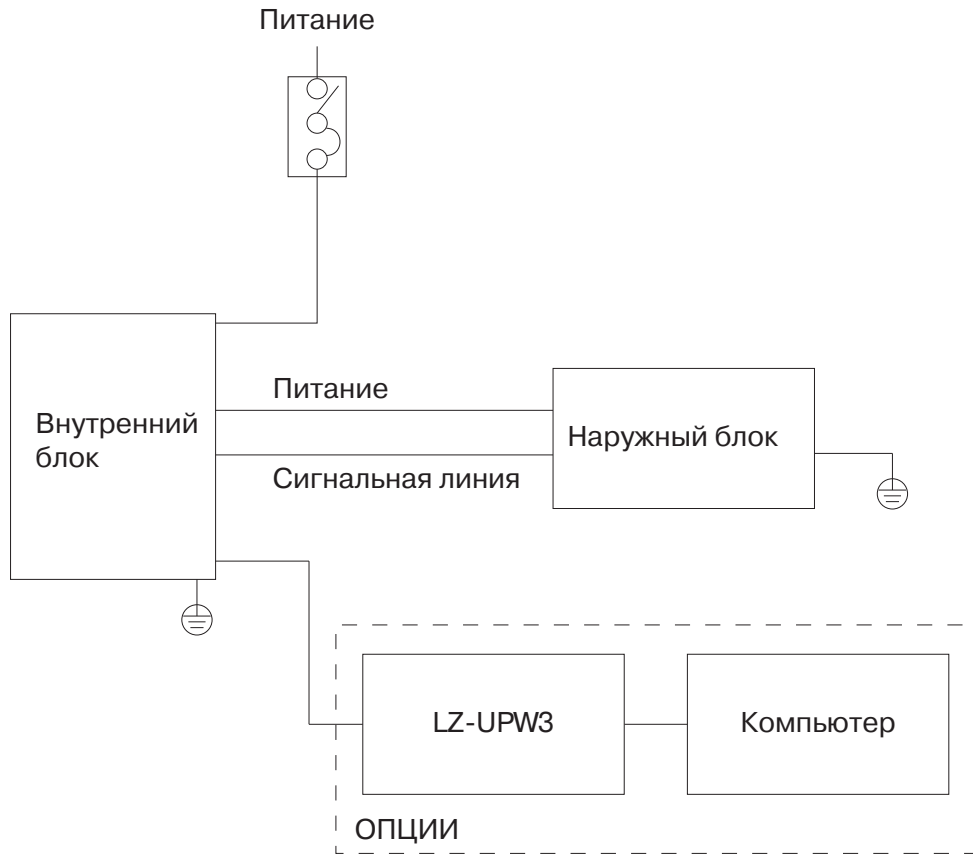 Питание
Питание
Внутренний
блок
Наружный блок
Сигнальная линия
LZ-UPW3
Компьютер
ОПЦИИ